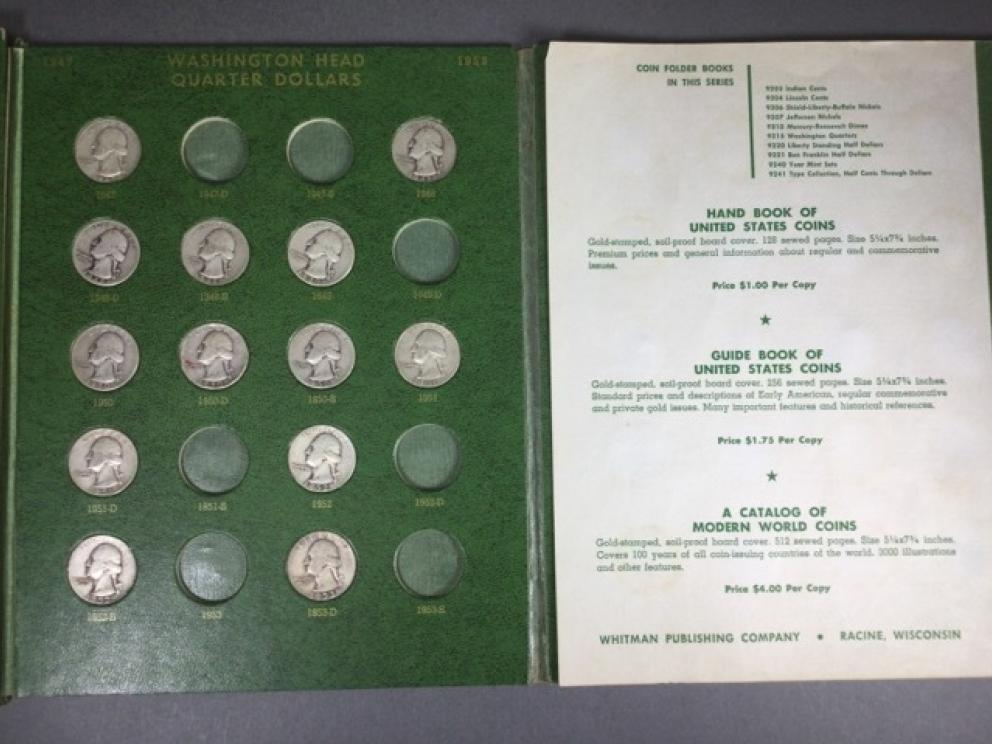 1947 WASHINGTON HEAD 1953
QUARTER DOLLARS
1947 1947-D 1947-S 1948
1948-D 1948-S 1949 1949-D
1950 1950-D 1950-S 1951
1951-D 1951-S 1952 1952-D
1952-S 1953 1953-D 1953-S
COIN FOLDER BOOKS
IN THIS SERIES
9203 Indian Cents
9204 Lincoln Cents
9206 Shield-Liberty-Buffalo Nickels
9207 Jefferson Nickels
9210 Mercury-Roosevelt Dimes
9215 Washington Quarters
9220 Liberty Standing Half Dollars
9221 Ben Franklin Half Dollars
9240 Year Mint Sets
9241 Type Collection, Half Cents Through Dollars
HAND BOOK OF
UNITED STATES COINS
Gold-stamped, soil-proof board cover. 128 sewed pages. Size 5¼x7¾ inches.
Premium prices and general information about regular and commemorative
issues.
Price $1.00 Per Copy
★
GUIDE BOOK OF
UNITED STATES COINS
Gold-stamped, soil-proof board cover. 256 sewed pages. Size 5¼x7¾ inches.
Standard prices and descriptions of Early American, regular commemorative
and private gold issues. Many important features and historical references.
Price $1.75 Per Copy
★
A CATALOG OF
MODERN WORLD COINS
Gold-stamped, soil-proof board cover. 512 sewed pages. Size 5¼x7¾ inches.
Covers 100 years of all coin-issuing countries of the world. 3000 illustrations
and other features.
Price $4.00 Per Copy
WHITMAN PUBLISHING COMPANY ★ RACINE, WISCONSIN